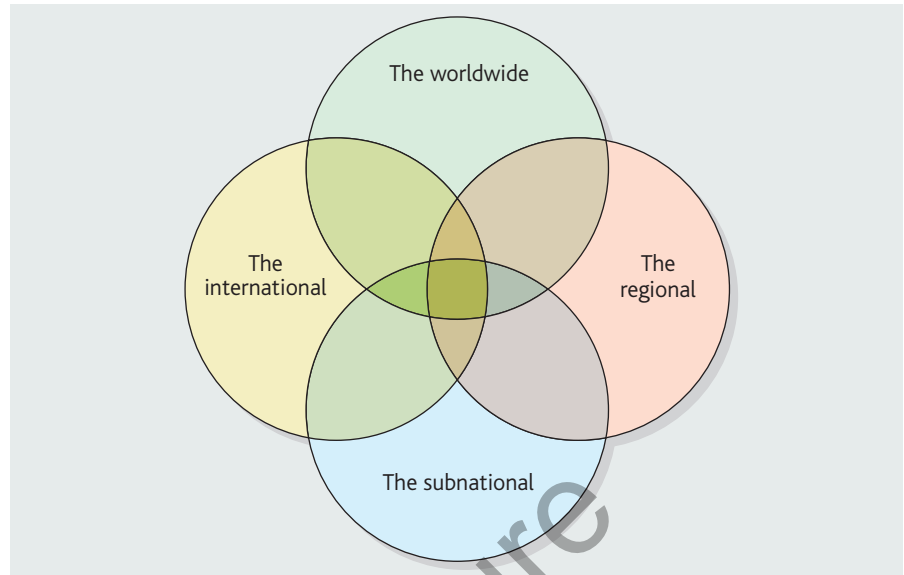 The worldwide
The
international
The
regional
The subnational